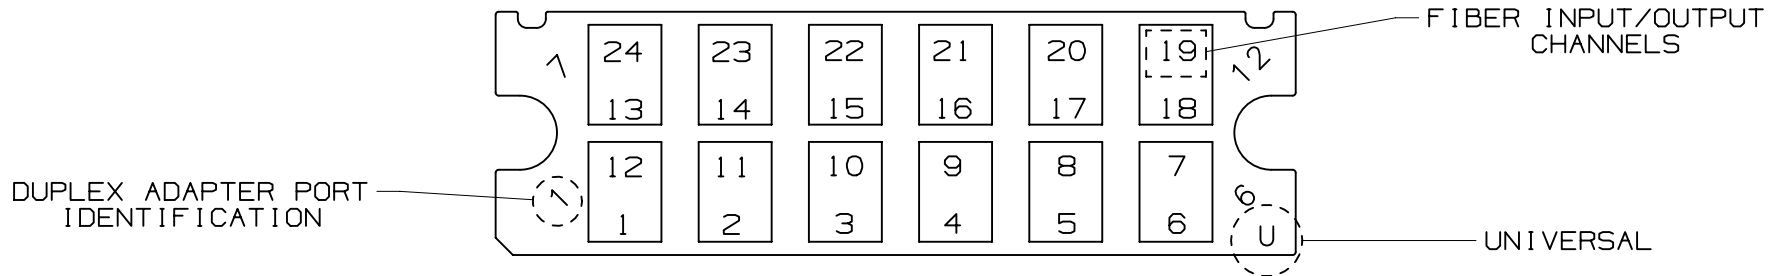 FIBER INPUT/OUTPUT
CHANNELS
7 24 23 22 21 20 19 12
13 14 15 16 17 18
12 11 10 9 8 7
DUPLEX ADAPTER PORT
IDENTIFICATION
1 6
1 2 3 4 5 6 U
UNIVERSAL